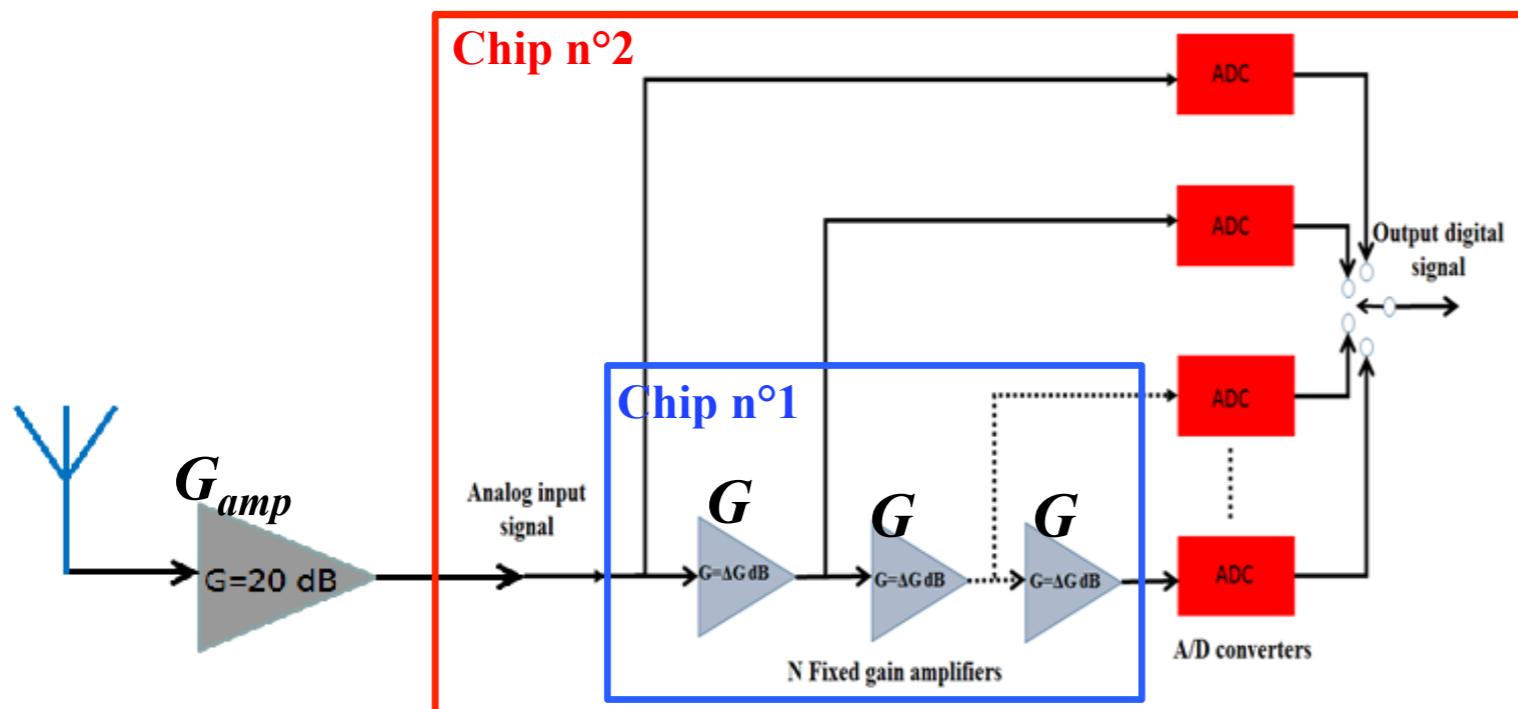 Chip n°2
ADC
ADC
Output digital
signal
Chip n°1
ADC
G_amp
Analog input
signal
G
G
G
G=20 dB
G=ΔG dB
G=ΔG dB
G=ΔG dB
ADC
N Fixed gain amplifiers
A/D converters